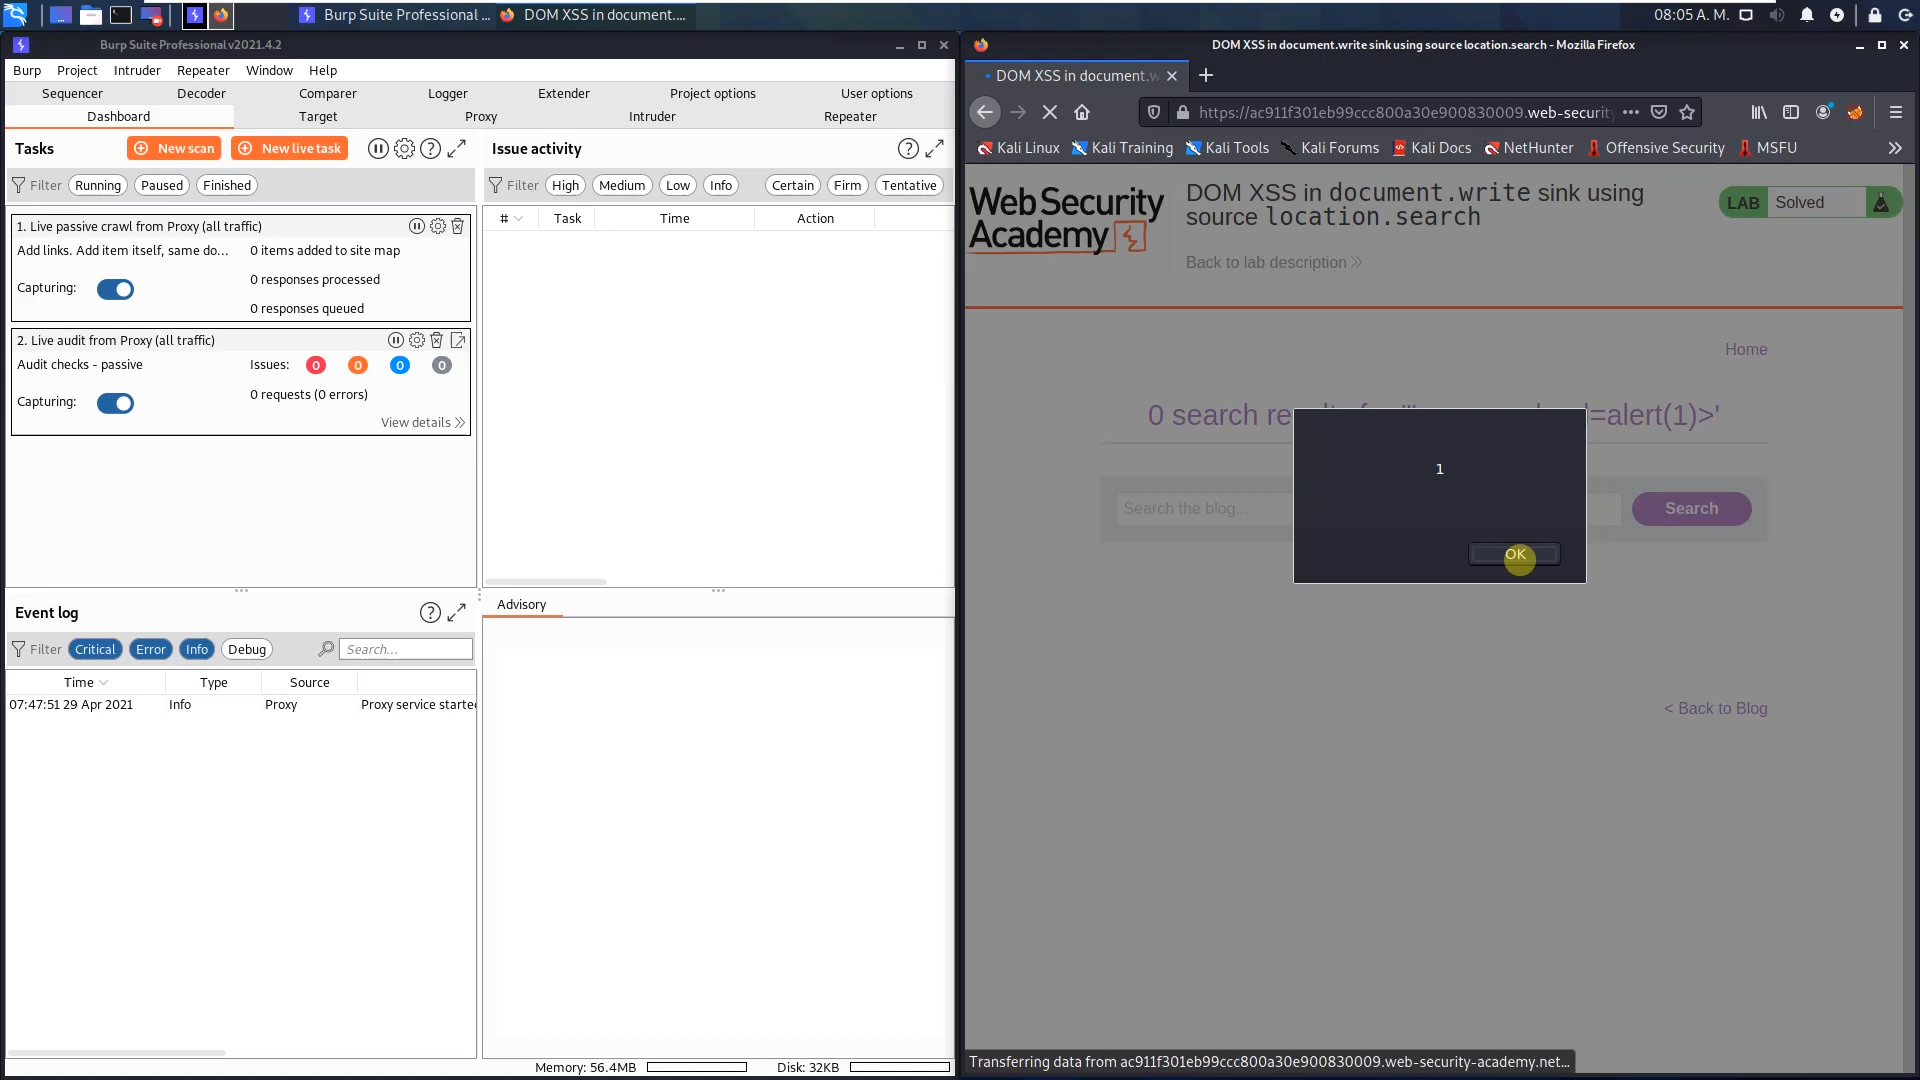 Burp Suite Professional ...
DOM XSS in document....
08:05 A. M.
Burp Suite Professional v2021.4.2
Burp Project Intruder Repeater Window Help
Sequencer Decoder Comparer Logger Extender Project options User options
Dashboard Target Proxy Intruder Repeater
Tasks
New scan
New live task
Filter Running Paused Finished
1. Live passive crawl from Proxy (all traffic)
Add links. Add item itself, same do...
0 items added to site map
0 responses processed
Capturing:
0 responses queued
2. Live audit from Proxy (all traffic)
Audit checks - passive
Issues: 0 0 0 0
0 requests (0 errors)
Capturing:
View details
Issue activity
Filter High Medium Low Info Certain Firm Tentative
# Task Time Action
Event log
Filter Critical Error Info Debug
Search...
Time Type Source
07:47:51 29 Apr 2021 Info Proxy Proxy service starte
Advisory
Memory: 56.4MB
Disk: 32KB
DOM XSS in document.write sink using source location.search - Mozilla Firefox
DOM XSS in document.w
https://ac911f301eb99ccc800a30e900830009.web-security
Kali Linux Kali Training Kali Tools Kali Forums Kali Docs NetHunter Offensive Security MSFU
Web Security
Academy
DOM XSS in document.write sink using
source location.search
Back to lab description
LAB Solved
Home
0 search re
=alert(1)>'
1
OK
Search the blog...
Search
< Back to Blog
Transferring data from ac911f301eb99ccc800a30e900830009.web-security-academy.net...